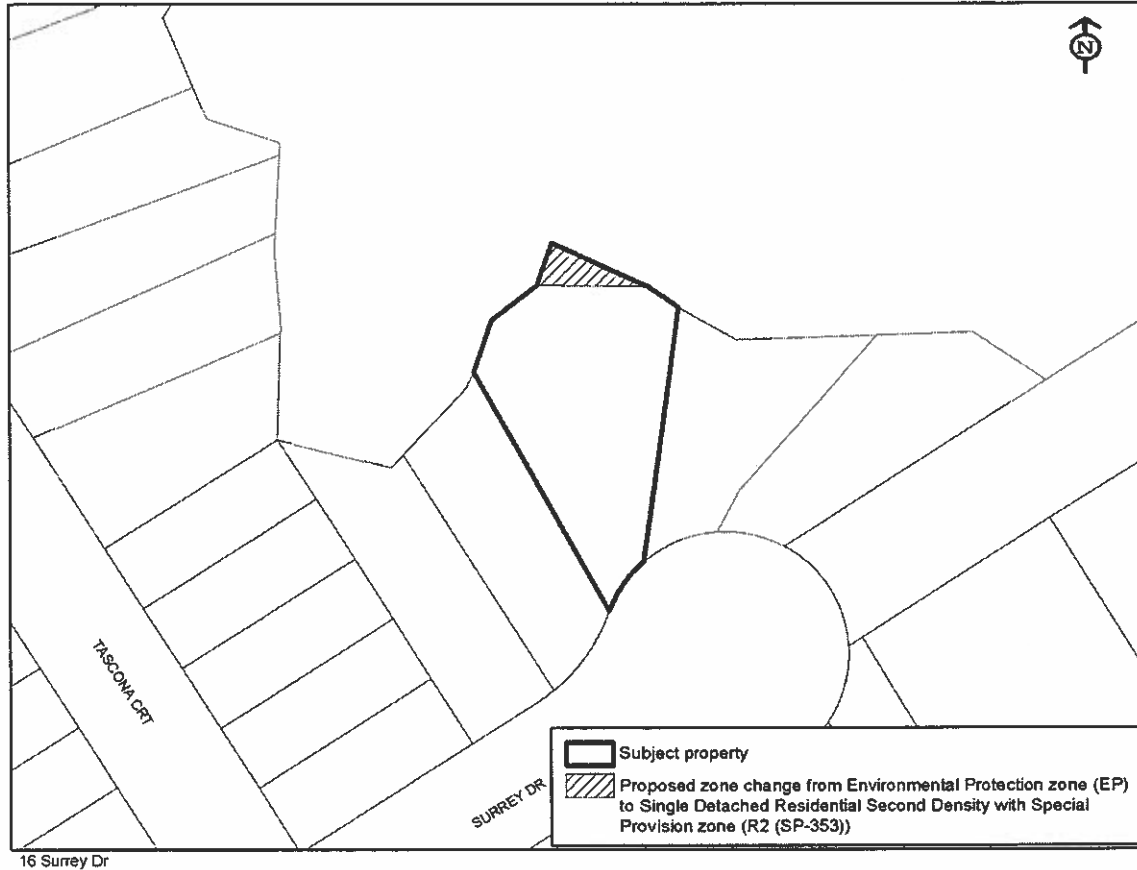 N
TASCONA CRT
SURREY DR
Subject property
Proposed zone change from Environmental Protection zone (EP)
to Single Detached Residential Second Density with Special
Provision zone (R2 (SP-353))
16 Surrey Dr